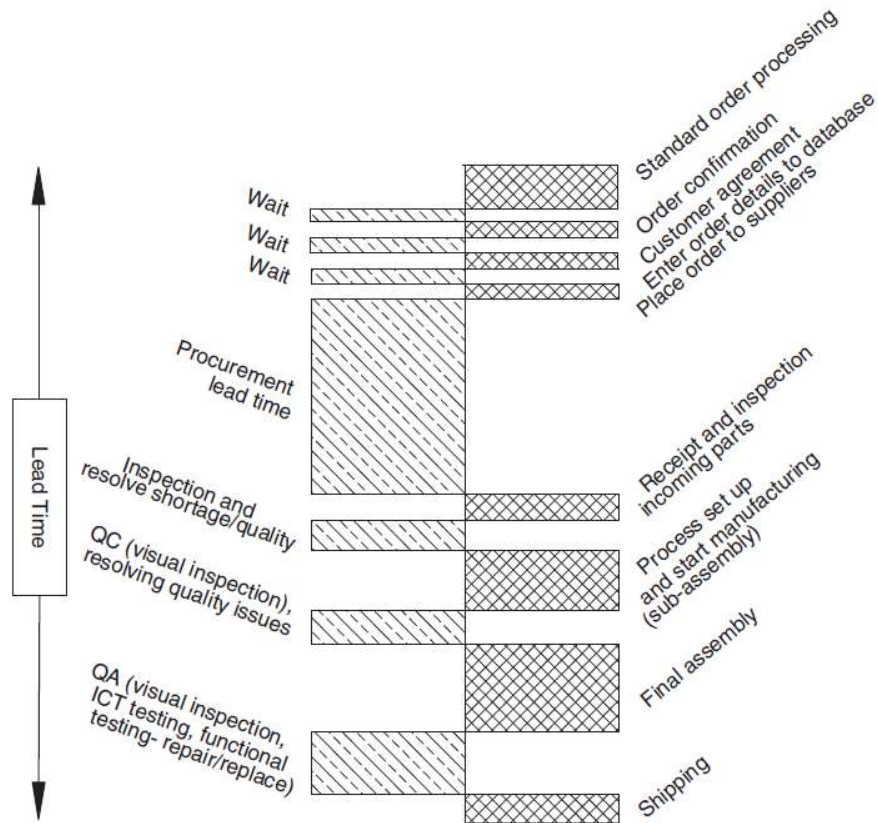 Standard order processing
Order confirmation
Customer agreement
Enter order details to database
Place order to suppliers
Wait
Wait
Wait
Procurement
lead time
Lead Time
Receipt and inspection
incoming parts
Inspection and
resolve shortage/quality
Process set up
and start manufacturing
(sub-assembly)
QC (visual inspection),
resolving quality issues
Final assembly
QA (visual inspection,
ICT testing, functional
testing- repair/replace)
Shipping